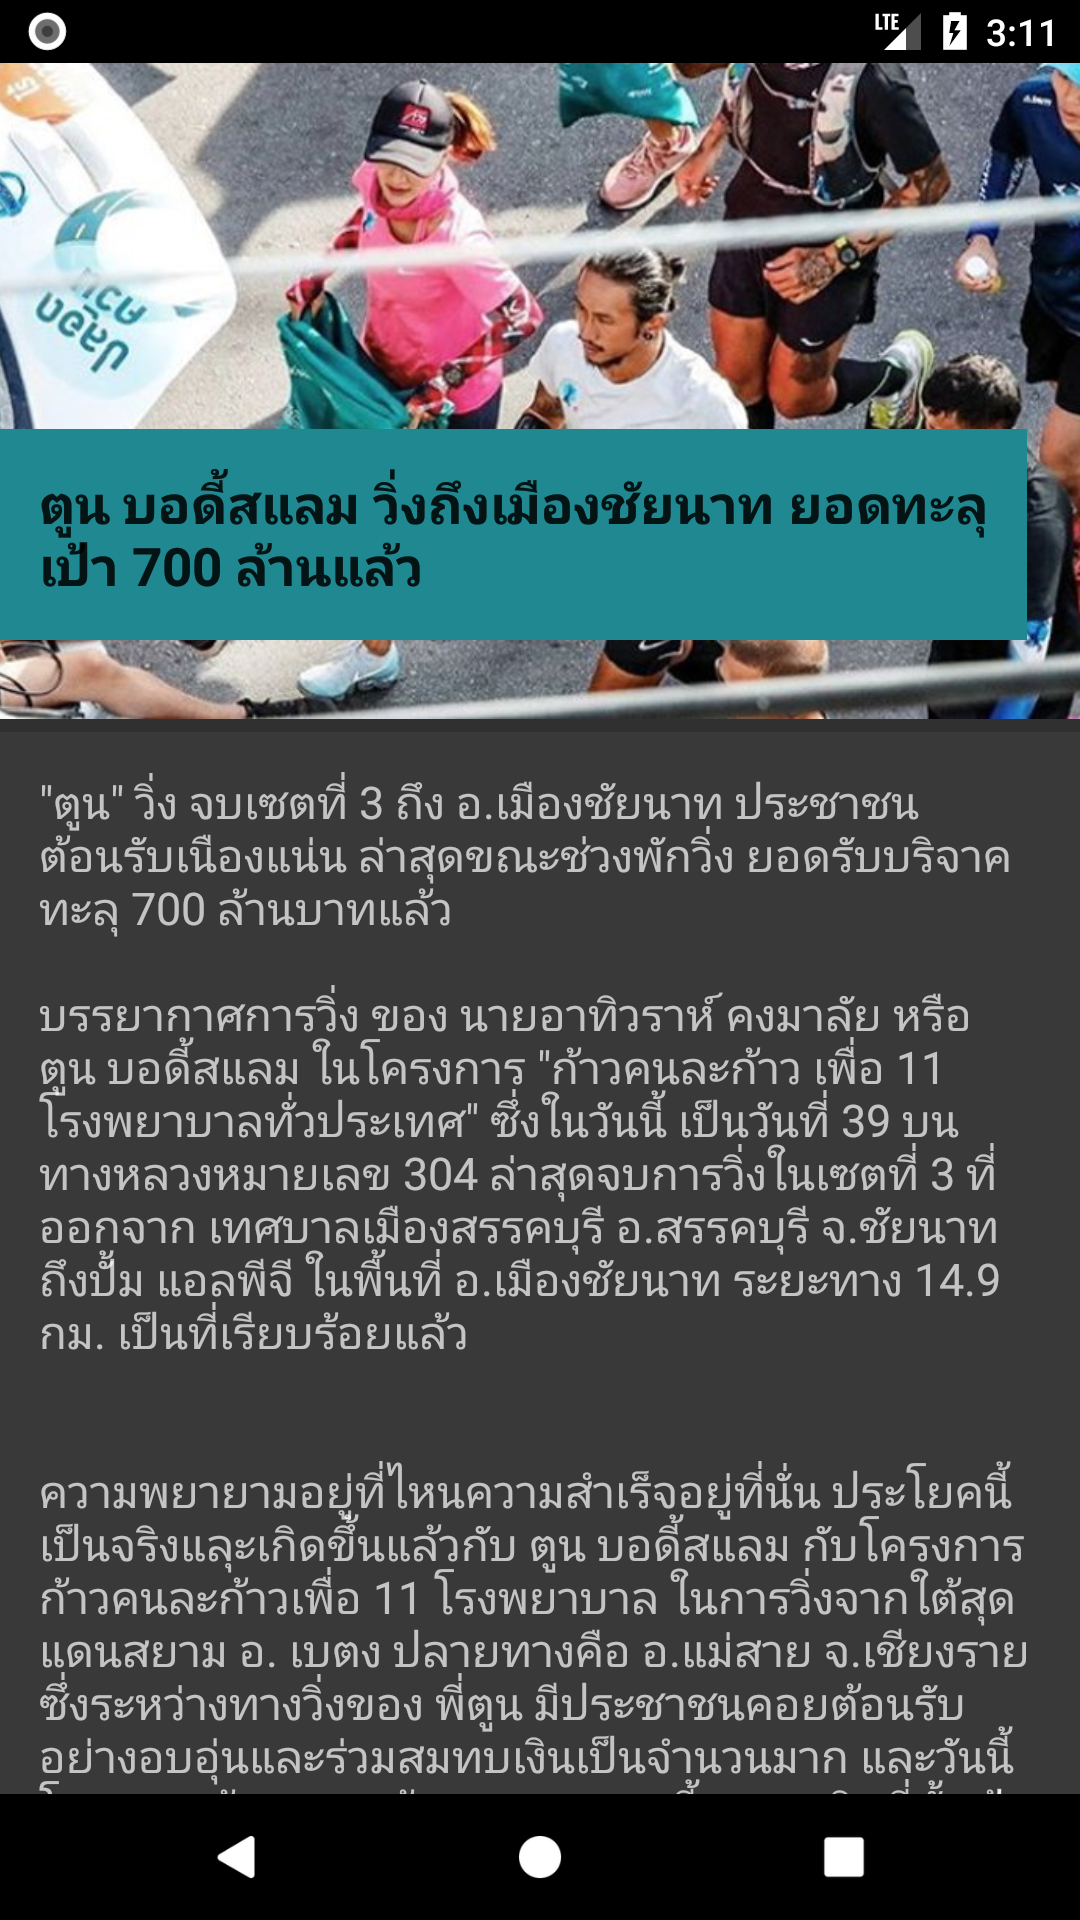 LTE 3:11
ปลุก
ตูน บอดี้สแลม วิ่งถึงเมืองชัยนาท ยอดทะลุ
เป้า 700 ล้านแล้ว
"ตูน" วิ่ง จบเซตที่ 3 ถึง อ.เมืองชัยนาท ประชาชน
ต้อนรับเนืองแน่น ล่าสุดขณะช่วงพักวิ่ง ยอดรับบริจาค
ทะลุ 700 ล้านบาทแล้ว
บรรยากาศการวิ่ง ของ นายอาทิวราห์ คงมาลัย หรือ
ตูน บอดี้สแลม ในโครงการ "ก้าวคนละก้าว เพื่อ 11
โรงพยาบาลทั่วประเทศ" ซึ่งในวันนี้ เป็นวันที่ 39 บน
ทางหลวงหมายเลข 304 ล่าสุดจบการวิ่งในเซตที่ 3 ที่
ออกจาก เทศบาลเมืองสรรคบุรี อ.สรรคบุรี จ.ชัยนาท
ถึงปั้ม แอลพีจี ในพื้นที่ อ.เมืองชัยนาท ระยะทาง 14.9
กม. เป็นที่เรียบร้อยแล้ว
ความพยายามอยู่ที่ไหนความสำเร็จอยู่ที่นั่น ประโยคนี้
เป็นจริงแลุะเกิดขึ้นแล้วกับ ตูน บอดี้สแลม กับโครงการ
ก้าวคนละก้าวเพื่อ 11 โรงพยาบาล ในการวิ่งจากใต้สุด
แดนสยาม อ. เบตง ปลายทางคือ อ.แม่สาย จ.เชียงราย
ซึ่งระหว่างทางวิ่งของ พี่ตูน มีประชาชนคอยต้อนรับ
อย่างอบอุ่นและร่วมสมทบเงินเป็นจำนวนมาก และวันนี้